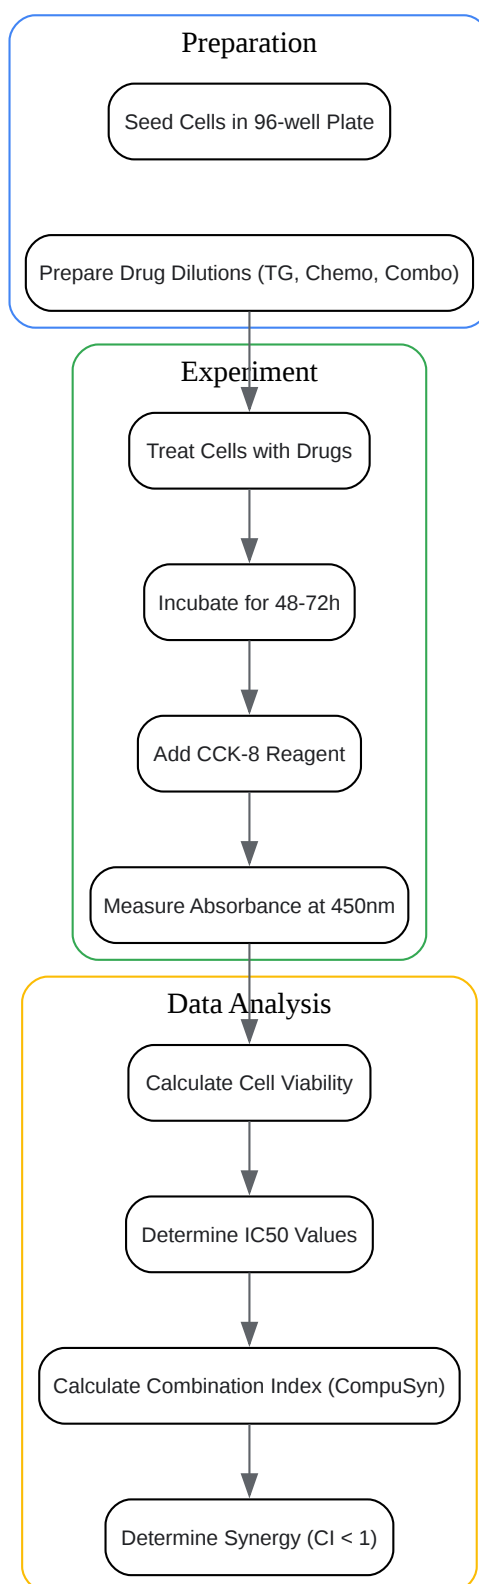 Preparation
Seed Cells in 96-well Plate
Prepare Drug Dilutions (TG, Chemo, Combo)
Experiment
Treat Cells with Drugs
Incubate for 48-72h
Add CCK-8 Reagent
Measure Absorbance at 450nm
Data Analysis
Calculate Cell Viability
Determine IC50 Values
Calculate Combination Index (CompuSyn)
Determine Synergy (CI < 1)